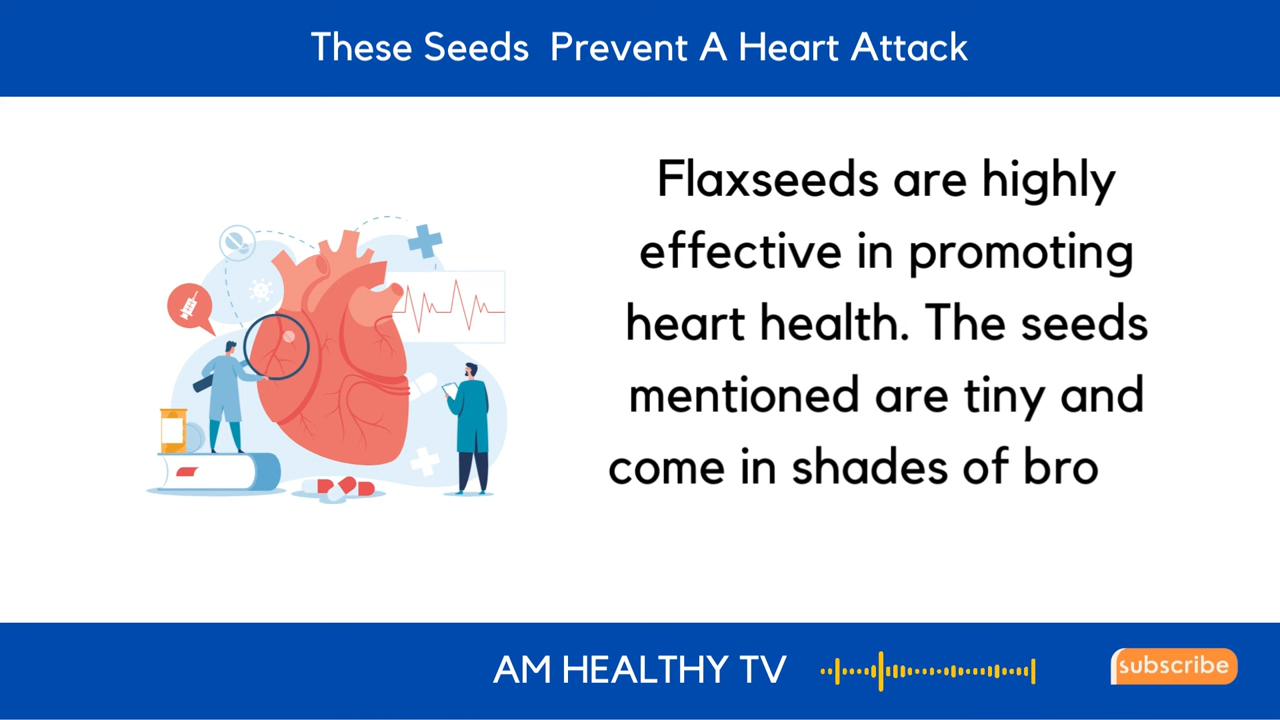 These Seeds Prevent A Heart Attack
Flaxseeds are highly
effective in promoting
heart health. The seeds
mentioned are tiny and
come in shades of bro
AM HEALTHY TV
subscribe